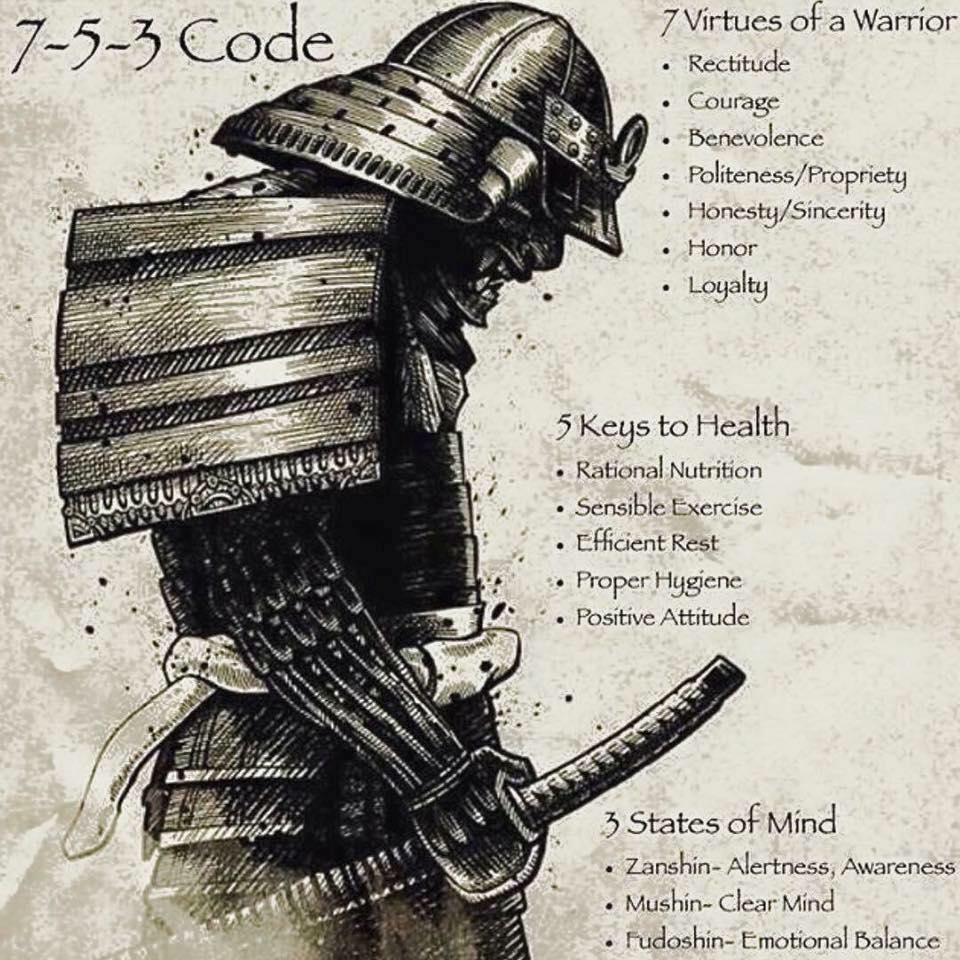 7-5-3 Code
7 Virtues of a Warrior
• Rectitude
• Courage
• Benevolence
• Politeness/Propriety
• Honesty/Sincerity
• Honor
• Loyalty
5 Keys to Health
• Rational Nutrition
• Sensible Exercise
• Efficient Rest
• Proper Hygiene
• Positive Attitude
3 States of Mind
• Zanshin- Alertness, Awareness
• Mushin- Clear Mind
• Fudoshin- Emotional Balance